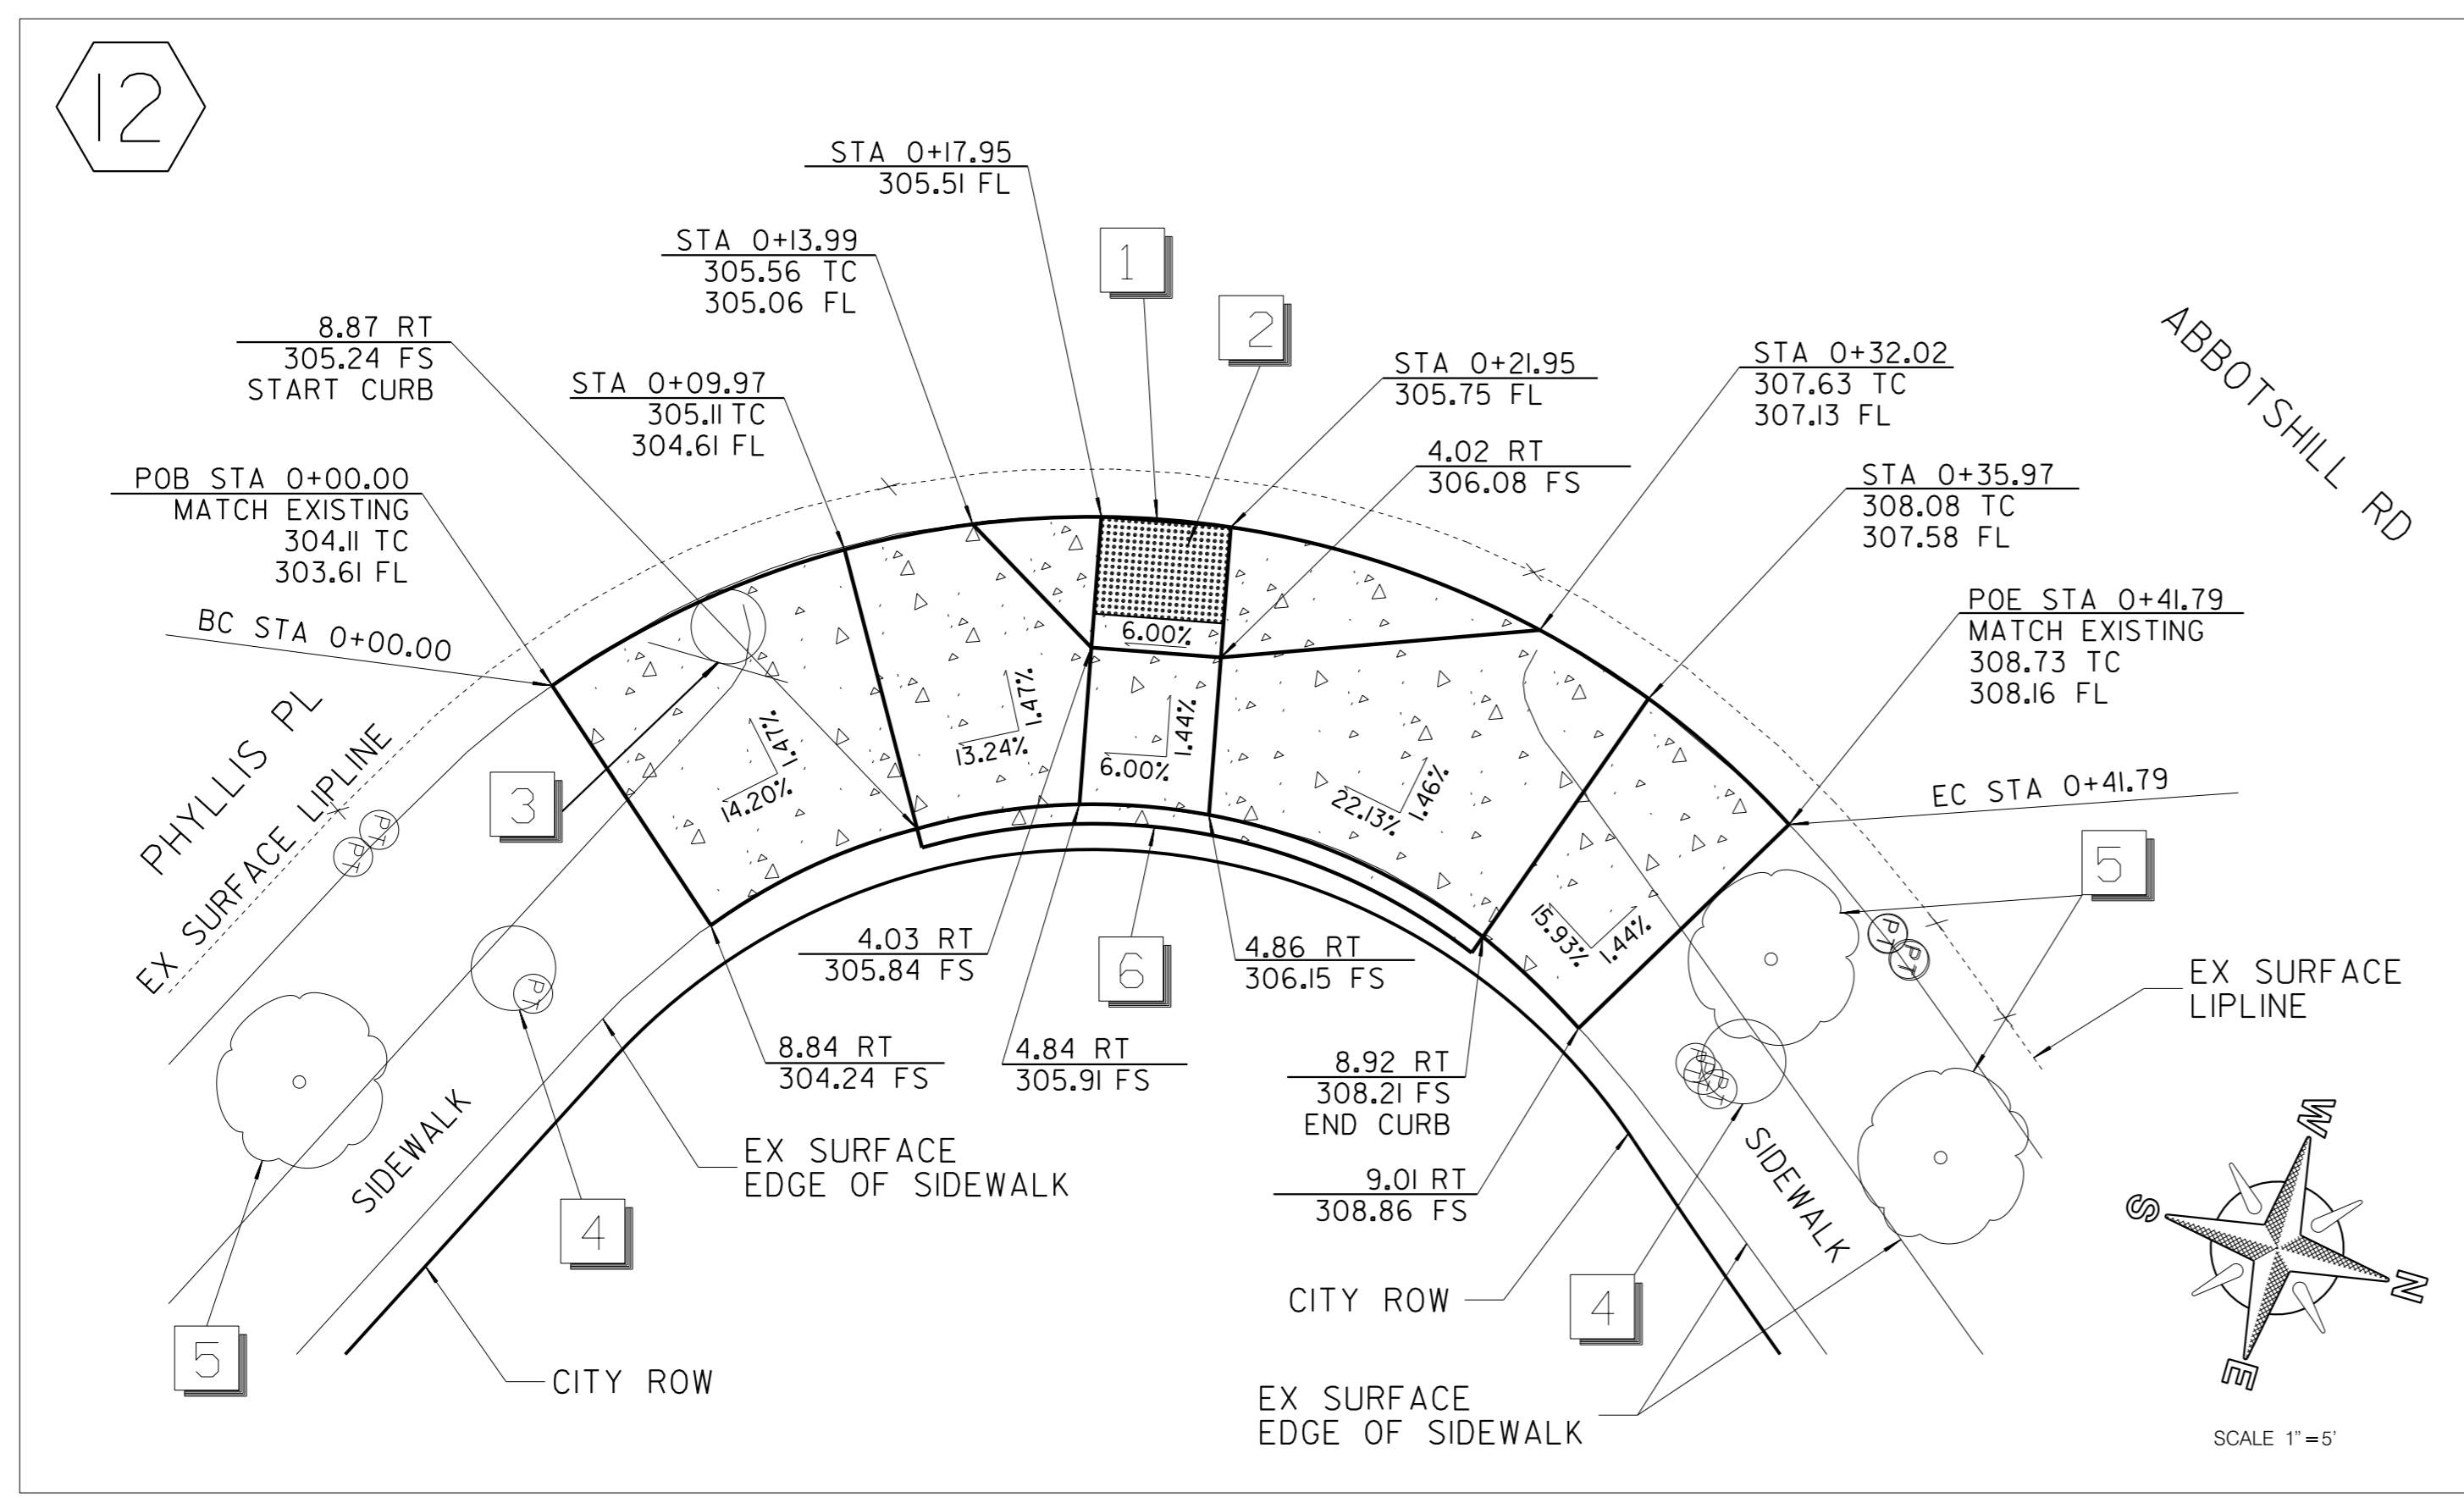 12
STA 0+17.95
305.51 FL
STA 0+13.99
305.56 TC
305.06 FL
1
2
8.87 RT
305.24 FS
START CURB
STA 0+09.97
305.11 TC
304.61 FL
STA 0+21.95
305.75 FL
STA 0+32.02
307.63 TC
307.13 FL
ABBOTSHILL RD
4.02 RT
306.08 FS
POB STA 0+00.00
MATCH EXISTING
304.11 TC
303.61 FL
STA 0+35.97
308.08 TC
307.58 FL
BC STA 0+00.00
POE STA 0+41.79
MATCH EXISTING
308.73 TC
308.16 FL
6.00%
PHYLLIS PL
EX SURFACE LIPLINE
3
14.20%
1.47%
13.24%
1.47%
6.00%
1.44%
22.13%
1.46%
15.93%
1.44%
EC STA 0+41.79
5
PT
PT
PT
PT
PT
4.03 RT
305.84 FS
6
4.86 RT
306.15 FS
EX SURFACE
LIPLINE
8.84 RT
304.24 FS
4.84 RT
305.91 FS
8.92 RT
308.21 FS
END CURB
PT
SIDEWALK
EX SURFACE
EDGE OF SIDEWALK
9.01 RT
308.86 FS
SIDEWALK
4
CITY ROW
4
5
CITY ROW
EX SURFACE
EDGE OF SIDEWALK
W
S
N
E
SCALE 1"=5'